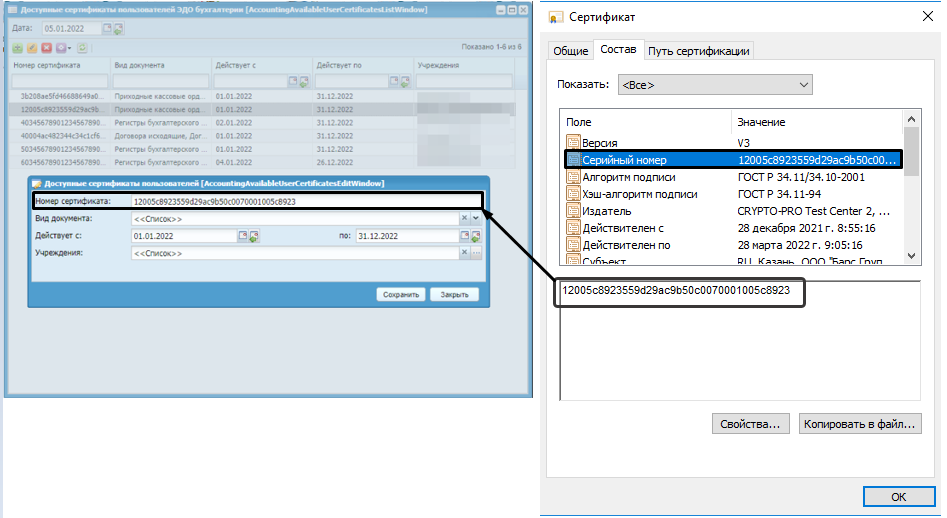 Доступные сертификаты пользователей ЭДО бухгалтерии [AccountingAvailableUserCertificatesListWindow]
Дата: 05.01.2022
Показано 1-6 из 6
Номер сертификата Вид документа Действует с Действует по Учреждения
3b208ae5fd46688649a0... Приходные кассовые орд... 01.01.2022 31.12.2022
12005c8923559d29ac9b... Приходные кассовые орд... 01.01.2022 31.12.2022
40345678901234567890... Регистры бухгалтерского ... 02.01.2022 31.12.2022
40004ac482344c34c1cf6... Договора исходящие, Дог... 01.01.2022 31.12.2022
50345678901234567890... Регистры бухгалтерского ... 01.01.2022 31.12.2022
60345678901234567890... Регистры бухгалтерского ... 04.01.2022 26.12.2022
Доступные сертификаты пользователей [AccountingAvailableUserCertificatesEditWindow]
Номер сертификата: 12005c8923559d29ac9b50c0070001005c8923
Вид документа: <<Список>>
Действует с: 01.01.2022 по: 31.12.2022
Учреждения: <<Список>>
Сохранить Закрыть
Сертификат
Общие Состав Путь сертификации
Показать: <Все>
Поле Значение
Версия V3
Серийный номер 12005c8923559d29ac9b50c00...
Алгоритм подписи ГОСТ Р 34.11/34.10-2001
Хэш-алгоритм подписи ГОСТ Р 34.11-94
Издатель CRYPTO-PRO Test Center 2, ...
Действителен с 28 декабря 2021 г. 8:55:16
Действителен по 28 марта 2022 г. 9:05:16
Субъект RU, Казань, ООО "Барс Груп
12005c8923559d29ac9b50c0070001005c8923
Свойства... Копировать в файл...
OK